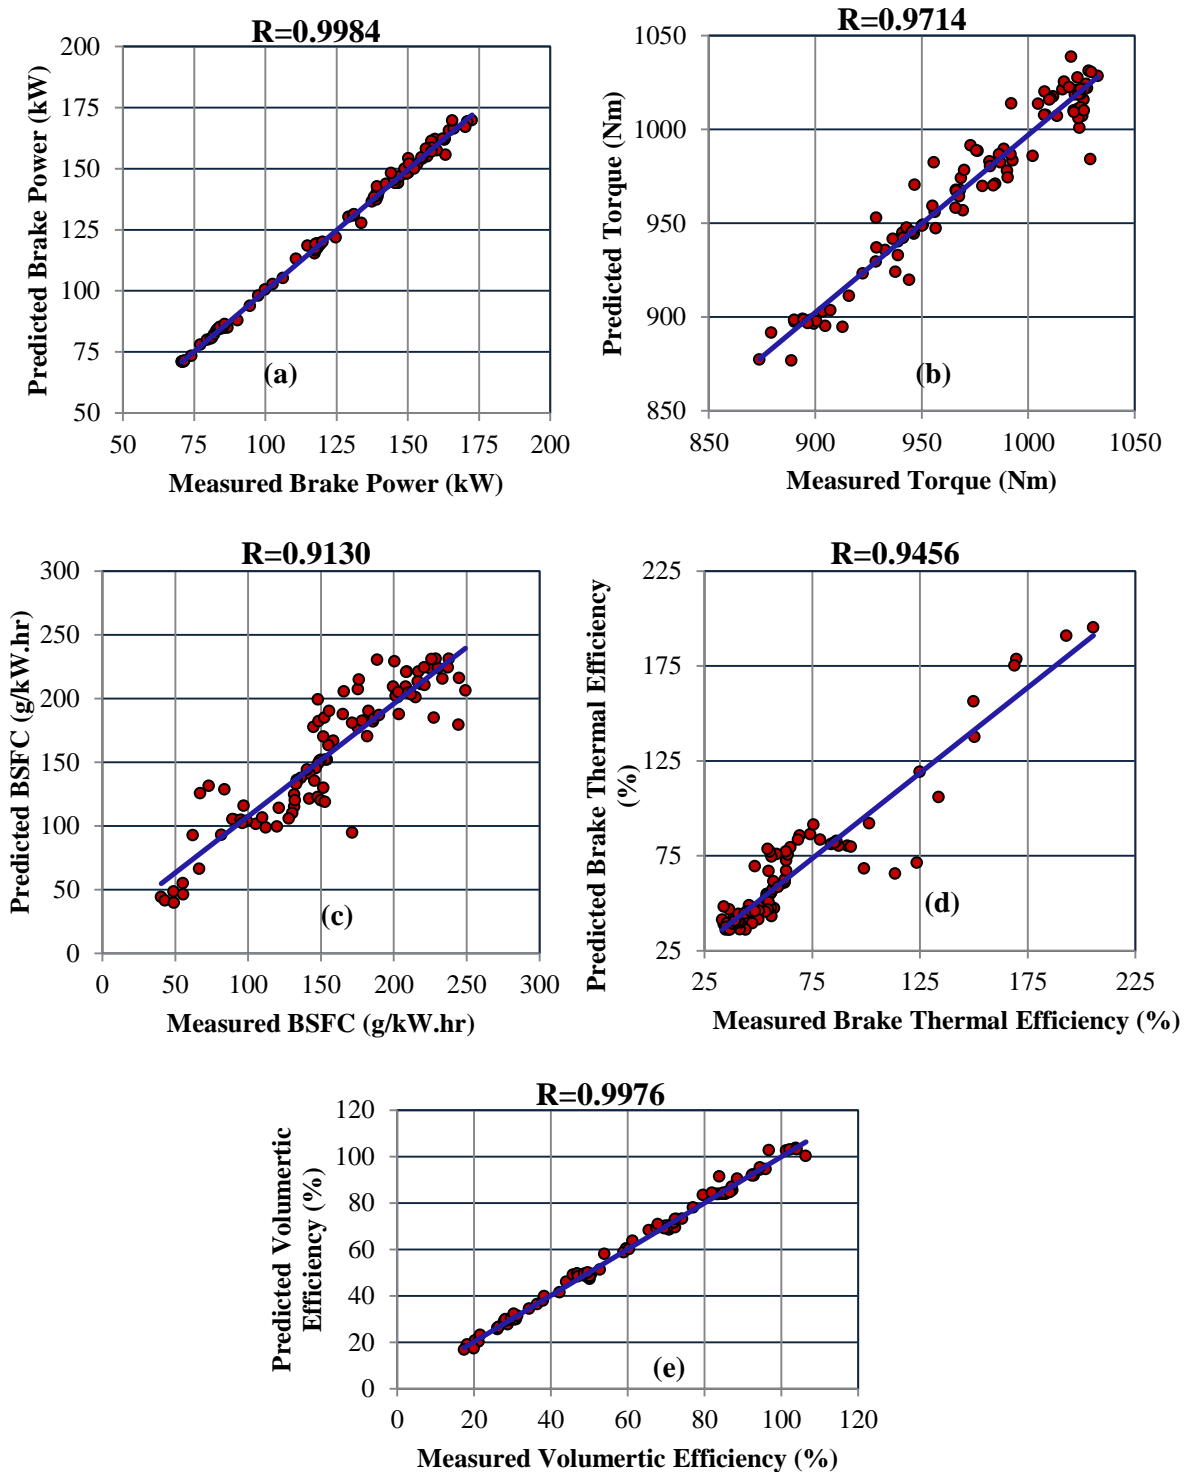 R=0.9984
Predicted Brake Power (kW)
200
175
150
125
100
75
50
(a)
50 75 100 125 150 175 200
Measured Brake Power (kW)
R=0.9714
Predicted Torque (Nm)
1050
1000
950
900
850
(b)
850 900 950 1000 1050
Measured Torque (Nm)
R=0.9130
Predicted BSFC (g/kW.hr)
300
250
200
150
100
50
0
(c)
0 50 100 150 200 250 300
Measured BSFC (g/kW.hr)
R=0.9456
Predicted Brake Thermal Efficiency
(%)
225
175
125
75
25
(d)
25 75 125 175 225
Measured Brake Thermal Efficiency (%)
R=0.9976
Predicted Volumertic
Efficiency (%)
120
100
80
60
40
20
0
(e)
0 20 40 60 80 100 120
Measured Volumertic Efficiency (%)